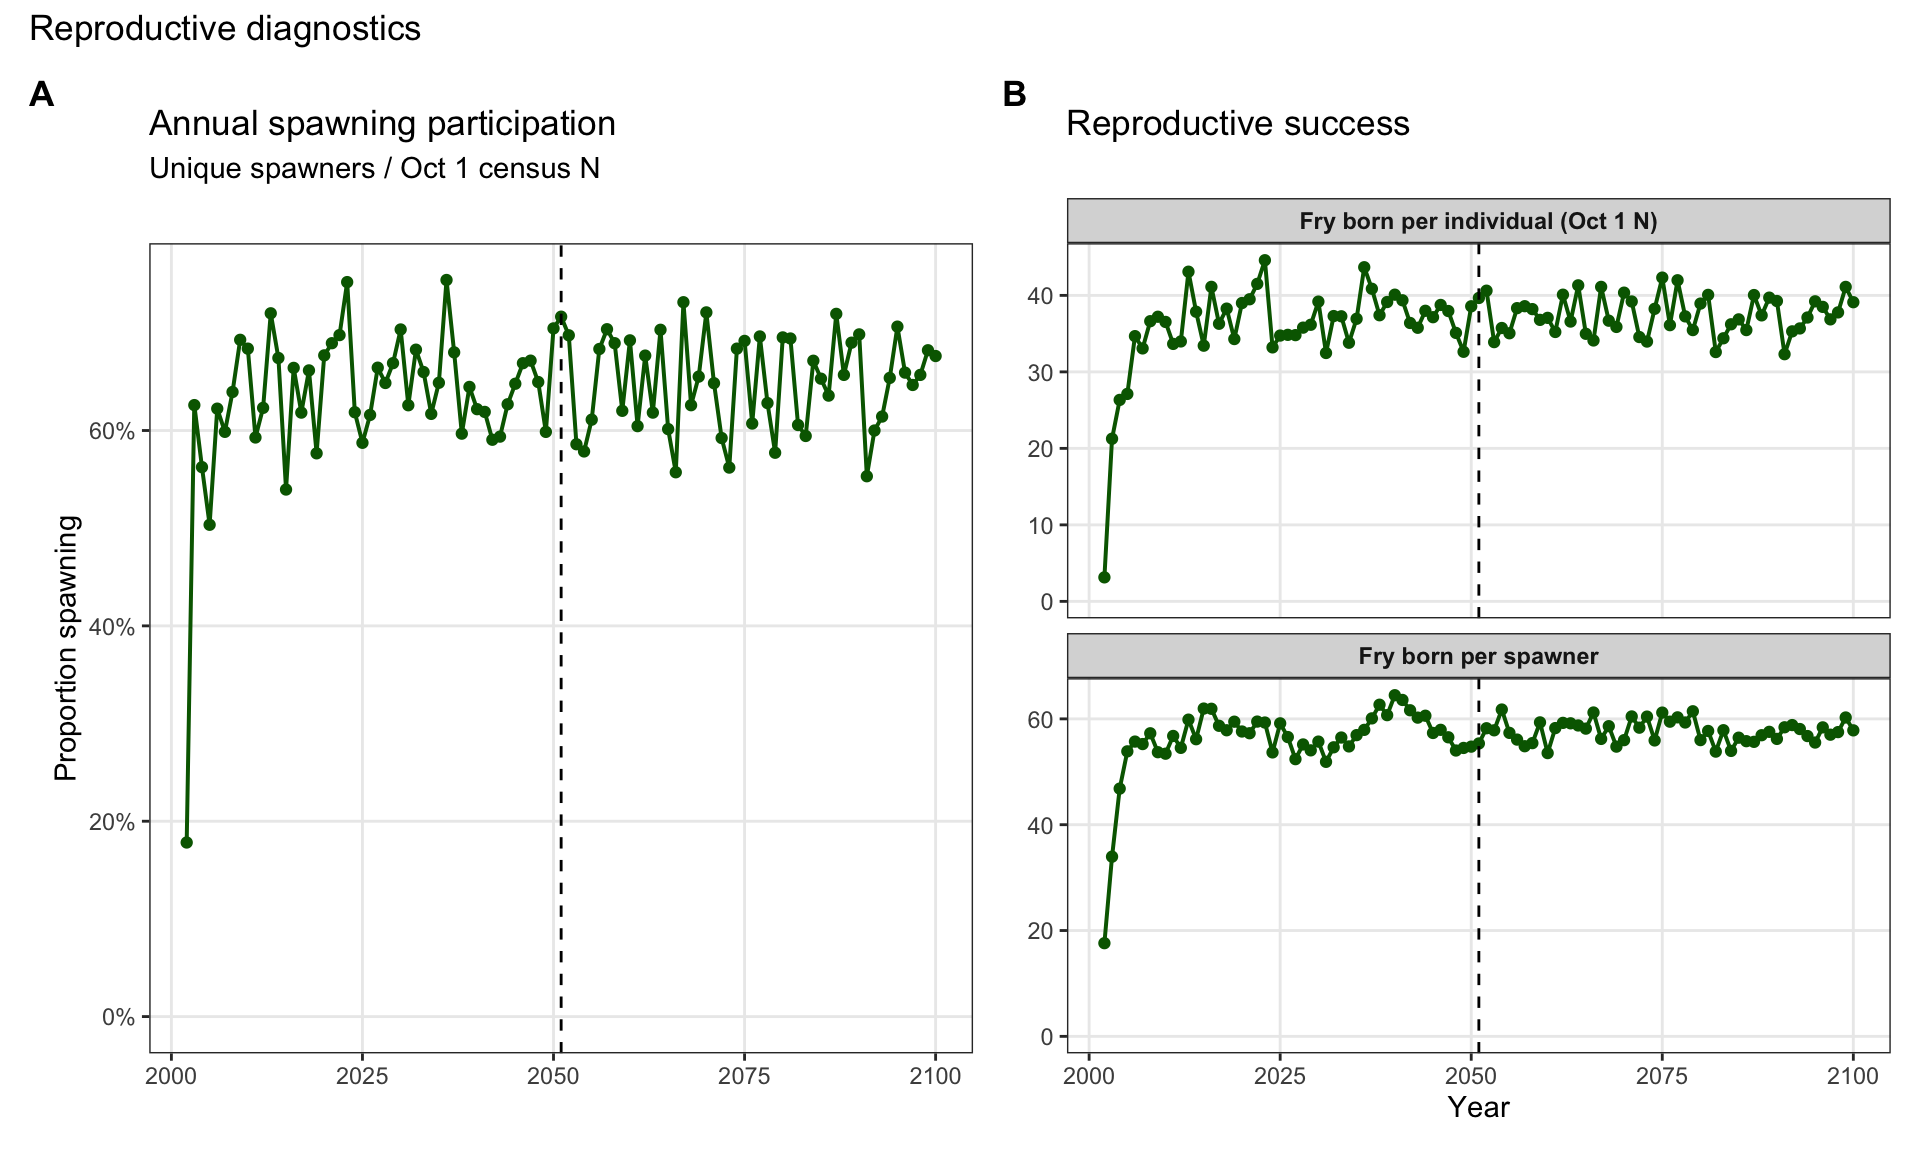 Reproductive diagnostics
A
Annual spawning participation
Unique spawners / Oct 1 census N
Proportion spawning
60%
40%
20%
0%
2000 2025 2050 2075 2100
B
Reproductive success
Fry born per individual (Oct 1 N)
40
30
20
10
0
Fry born per spawner
60
40
20
0
2000 2025 2050 2075 2100
Year